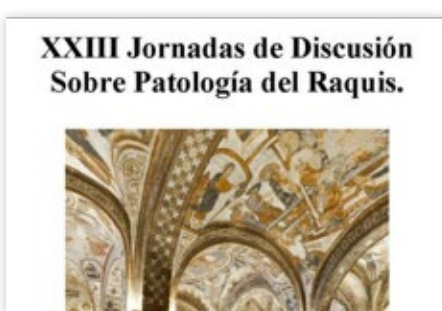 XXIII Jornadas de Discusión
Sobre Patología del Raquis.